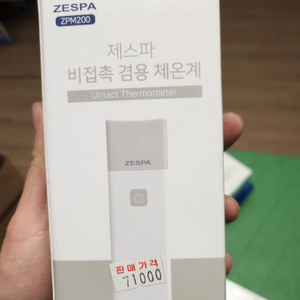 ZESPA
ZPM200
제스파
비접촉 겸용 체온계
Untact Thermometer
ZESPA
판매가격
71000